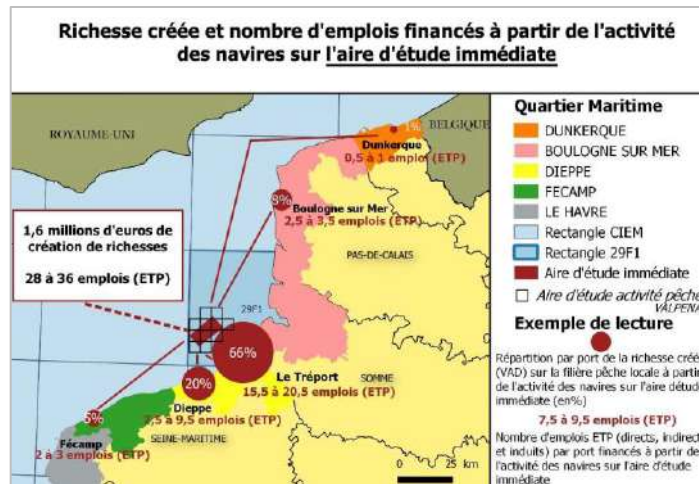 Richesse créée et nombre d'emplois financés à partir de l'activité
des navires sur l'aire d'étude immédiate
ROYAUME-UNI
BELGIQUE
1%
Dunkerque
0,5 à 1 emploi (ETP)
8%
Boulogne sur Mer
2,5 à 3,5 emplois (ETP)
1,6 millions d'euros de
création de richesses
28 à 36 emplois (ETP)
PAS-DE-CALAIS
29F1
66%
Le Tréport
SOMME
15,5 à 20,5 emplois (ETP)
20%
Dieppe
7,5 à 9,5 emplois (ETP)
SEINE-MARITIME
Fécamp
2 à 3 emplois (ETP)
0 25 km
Quartier Maritime
DUNKERQUE
BOULOGNE SUR MER
DIEPPE
FECAMP
LE HAVRE
Rectangle CIEM
Rectangle 29F1
Aire d'étude immédiate
Aire d'étude activité pêche
VALPENA
Exemple de lecture
Répartition par port de la richesse créé
(VAD) sur la filière pêche locale à partir
de l'activité des navires sur l'aire d'étude
immédiate (en%)
7,5 à 9,5 emplois (ETP)
Nombre d'emplois ETP (directs, indirect
et induits) par port financés à partir de
l'activité des navires sur l'aire d'étude
immédiate